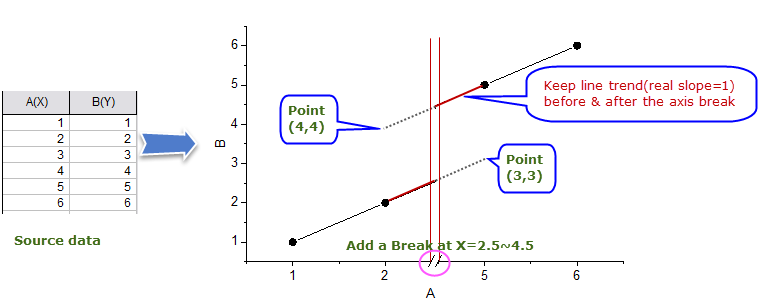 A(X) B(Y)
1 1
2 2
3 3
4 4
5 5
6 6
Source data
6
5
4
3
2
1
B
Point
(4,4)
Keep line trend(real slope=1)
before & after the axis break
Point
(3,3)
Add a Break at X=2.5~4.5
1 2 5 6
A